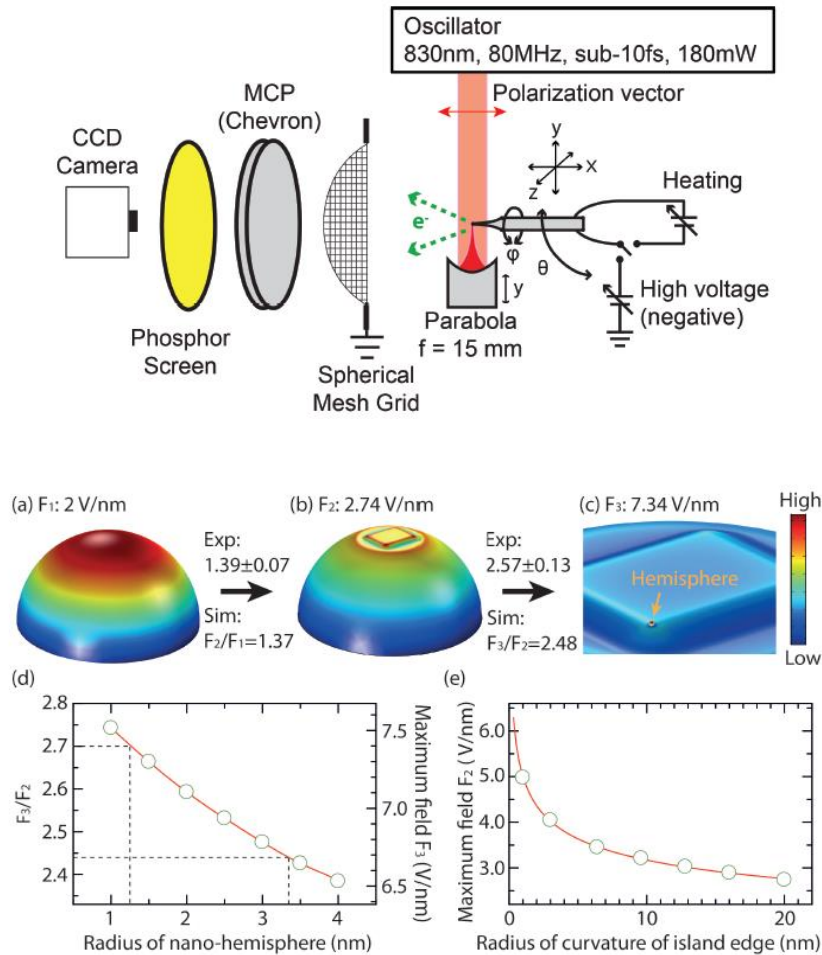 Oscillator
830nm, 80MHz, sub-10fs, 180mW
Polarization vector
MCP
(Chevron)
CCD
Camera
y
x
z
Heating
e-
φ
θ
y
High voltage
(negative)
Parabola
f = 15 mm
Phosphor
Screen
Spherical
Mesh Grid
(a) F₁: 2 V/nm
(b) F₂: 2.74 V/nm
(c) F₃: 7.34 V/nm
High
Low
Exp:
1.39±0.07
Sim:
F₂/F₁=1.37
Exp:
2.57±0.13
Sim:
F₃/F₂=2.48
Hemisphere
(d)
2.8
2.7
2.6
2.5
2.4
F₃/F₂
7.5
7.0
6.5
Maximum field F₃ (V/nm)
1
2
3
4
Radius of nano-hemisphere (nm)
(e)
6.0
5.0
4.0
3.0
Maximum field F₂ ( V/nm)
0
5
10
15
20
Radius of curvature of island edge (nm)